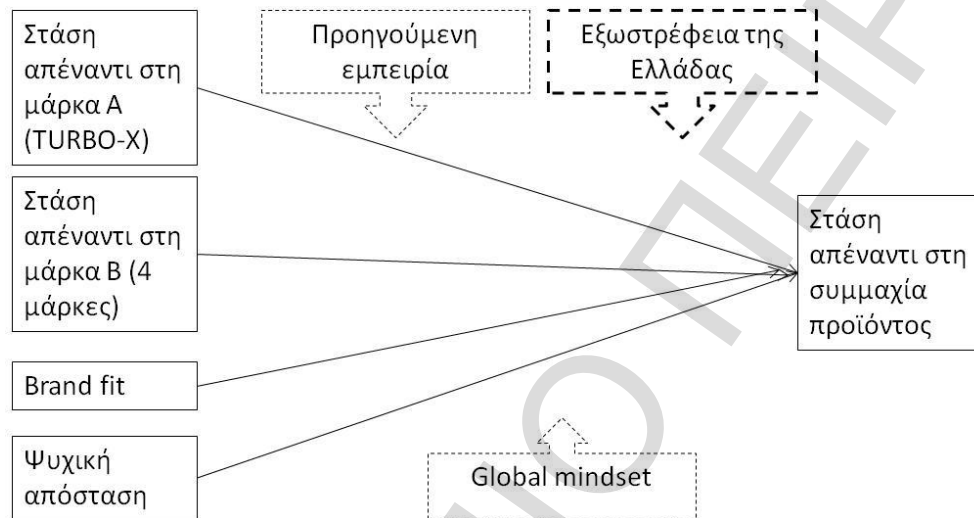 Στάση
απέναντι στη
μάρκα Α
(TURBO-X)
Προηγούμενη
εμπειρία
Εξωστρέφεια της
Ελλάδας
Στάση
απέναντι στη
μάρκα Β (4
μάρκες)
Στάση
απέναντι στη
συμμαχία
προϊόντος
Brand fit
Ψυχική
απόσταση
Global mindset